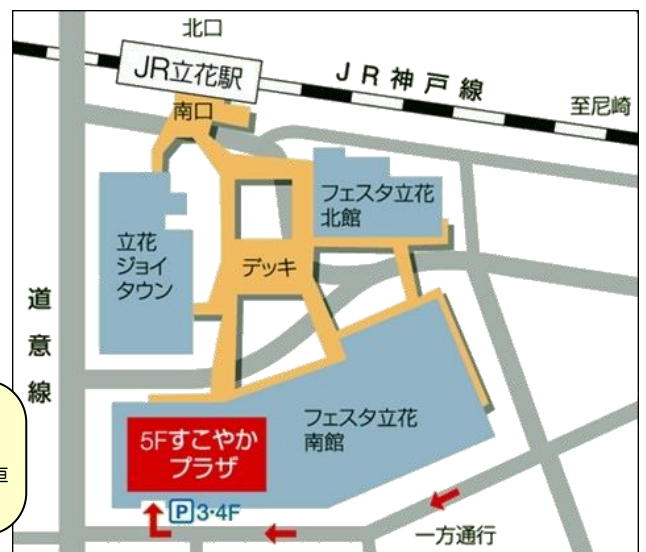 北口
JR立花駅
JR神戸線
至尼崎
南口
フェスタ立花
北館
立花
ジョイ
タウン
デッキ
道意線
フェスタ立花
南館
5Fすこやか
プラザ
P3・4F
一方通行